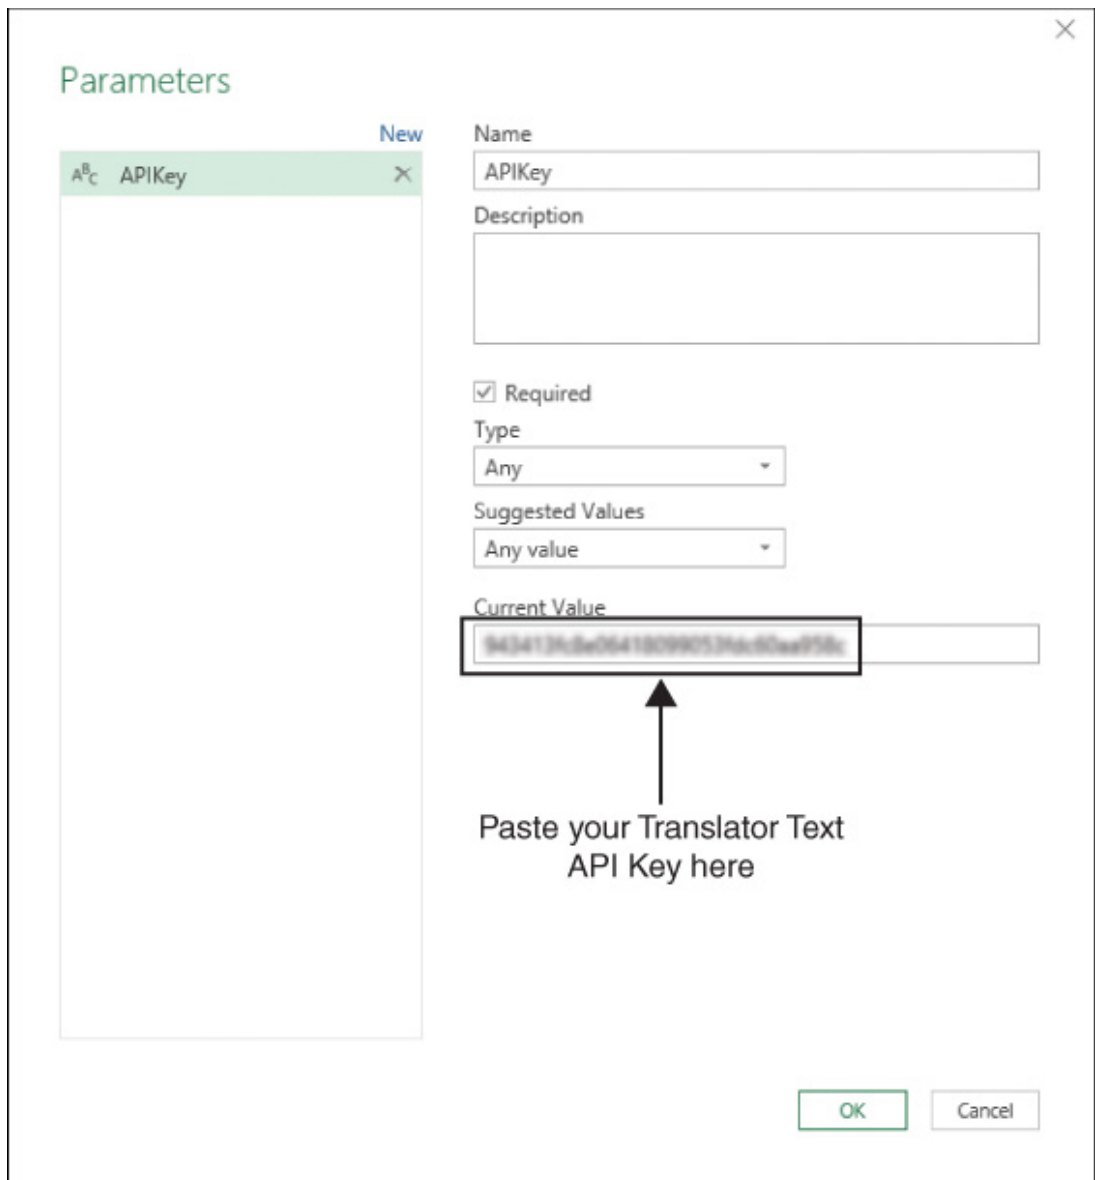 Parameters
New
ABC APIKey
Name
APIKey
Description
Required
Type
Any
Suggested Values
Any value
Current Value
Paste your Translator Text
API Key here
OK
Cancel